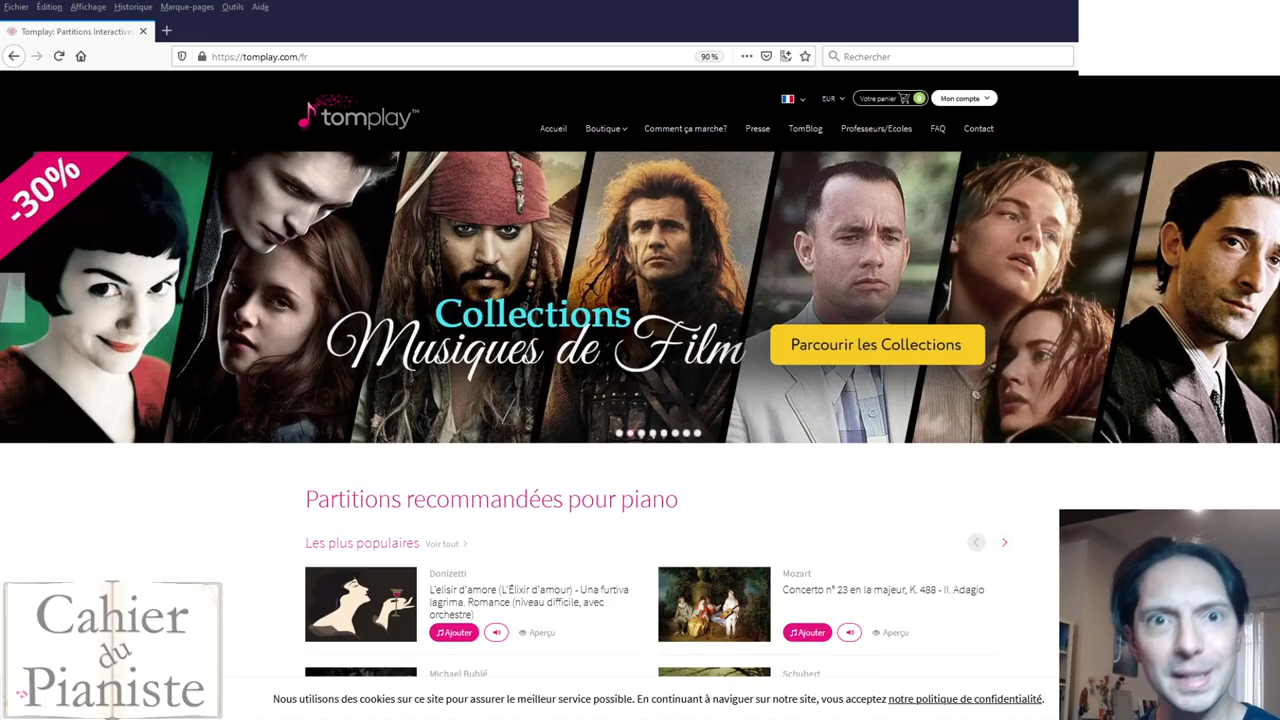 Fichier Édition Affichage Historique Marque-pages Outils Aide
Tomplay: Partitions Interactives
https://tomplay.com/fr
90 %
Rechercher
tomplay™
EUR
Votre panier
0
Mon compte
Accueil Boutique Comment ça marche? Presse TomBlog Professeurs/Ecoles FAQ Contact
-30%
Collections
Musiques de Film
Parcourir les Collections
Partitions recommandées pour piano
Les plus populaires Voir tout
Donizetti
L'elisir d'amore (L'Élixir d'amour) - Una furtiva
lagrima, Romance (niveau difficile, avec
orchestre)
Ajouter Aperçu
Mozart
Concerto n° 23 en la majeur, K. 488 - II. Adagio
Ajouter Aperçu
Michael Bublé
Schubert
Cahier
du
Pianiste
Nous utilisons des cookies sur ce site pour assurer le meilleur service possible. En continuant à naviguer sur notre site, vous acceptez notre politique de confidentialité.